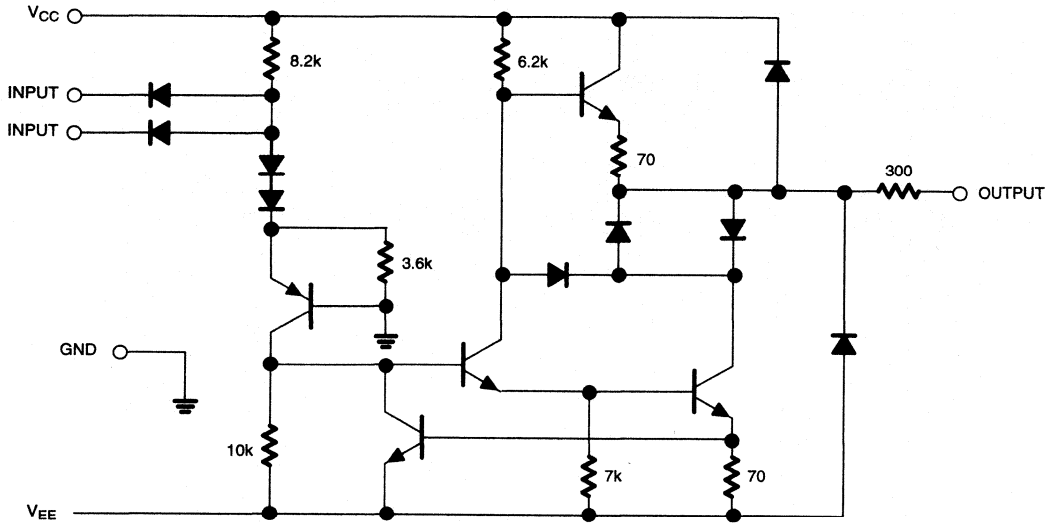 VCC
8.2k
6.2k
INPUT
INPUT
70
300
OUTPUT
3.6k
GND
10k
7k
70
VEE